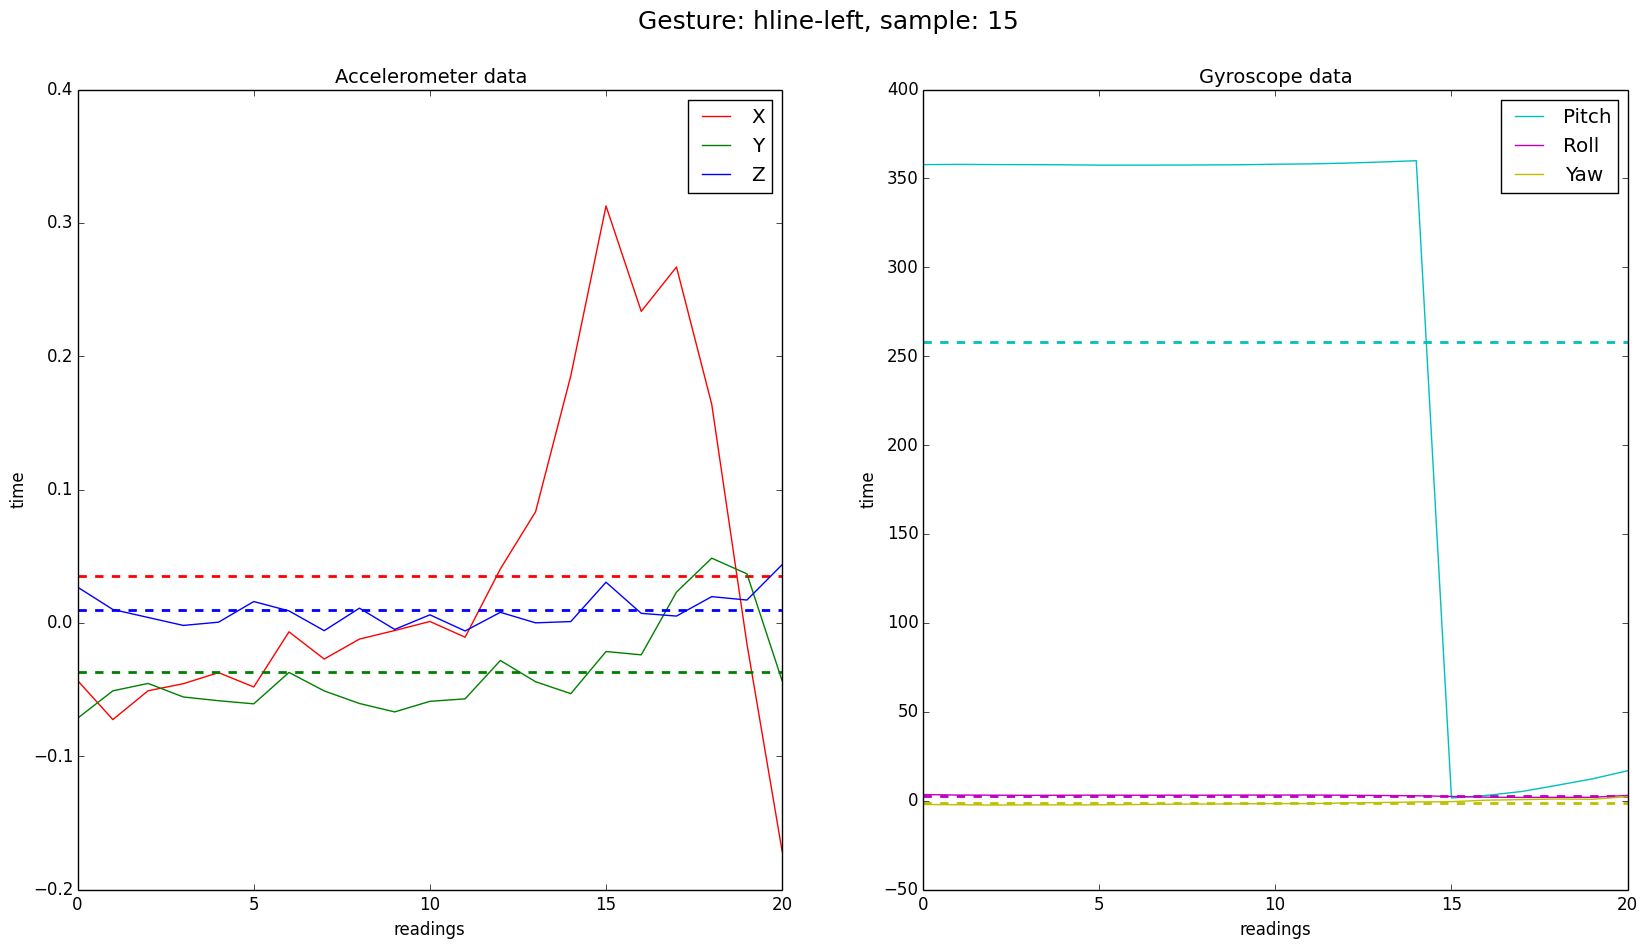 Gesture: hline-left, sample: 15
Accelerometer data
0.4
0.3
0.2
0.1
0.0
−0.1
−0.2
time
X
Y
Z
0 5 10 15 20
readings
Gyroscope data
400
350
300
250
200
150
100
50
0
−50
time
Pitch
Roll
Yaw
0 5 10 15 20
readings